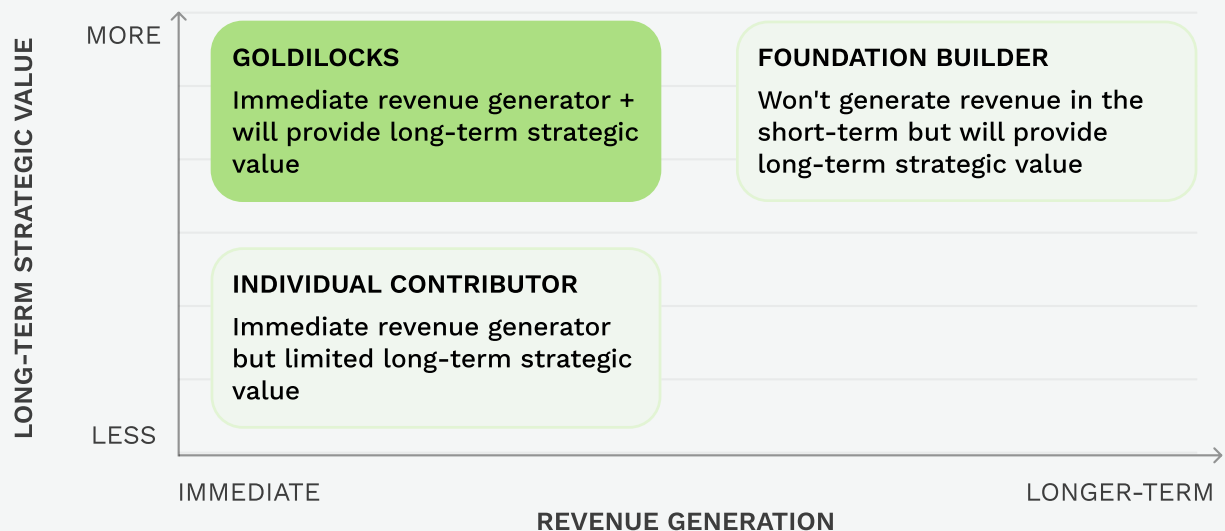 LONG-TERM STRATEGIC VALUE
MORE
GOLDILOCKS
Immediate revenue generator +
will provide long-term strategic
value
FOUNDATION BUILDER
Won't generate revenue in the
short-term but will provide
long-term strategic value
INDIVIDUAL CONTRIBUTOR
Immediate revenue generator
but limited long-term strategic
value
LESS
IMMEDIATE
LONGER-TERM
REVENUE GENERATION